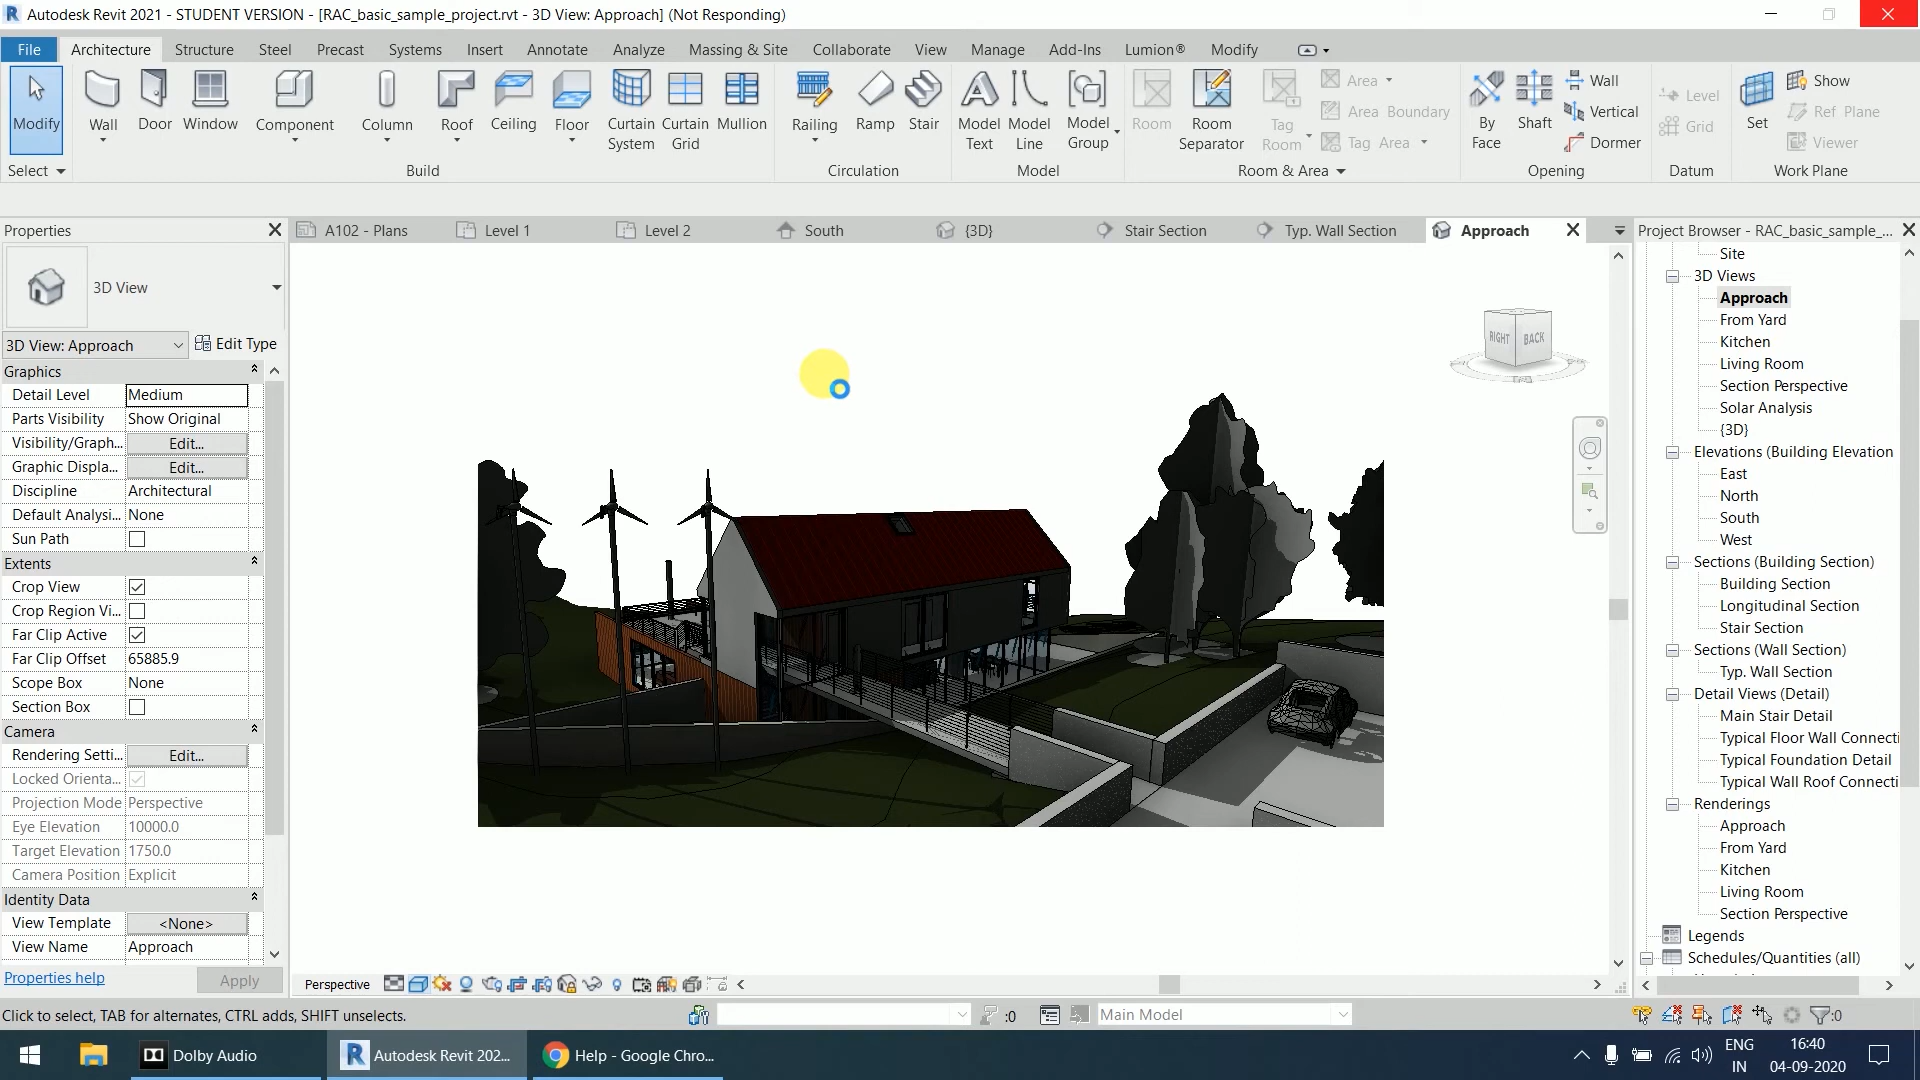 Autodesk Revit 2021 - STUDENT VERSION - [RAC_basic_sample_project.rvt - 3D View: Approach] (Not Responding)
File Architecture Structure Steel Precast Systems Insert Annotate Analyze Massing & Site Collaborate View Manage Add-Ins Lumion® Modify
Modify Wall Door Window Component Column Roof Ceiling Floor Curtain System Curtain Grid Mullion Railing Ramp Stair Model Text Model Line Model Group Room Room Separator Tag Room
Area
Area Boundary
Tag Area
By Face Shaft
Wall
Vertical
Dormer
Level
Grid
Set
Show
Ref Plane
Viewer
Select Build Circulation Model Room & Area Opening Datum Work Plane
Properties
3D View
3D View: Approach Edit Type
Graphics
Detail Level Medium
Parts Visibility Show Original
Visibility/Graph... Edit...
Graphic Displa... Edit...
Discipline Architectural
Default Analysi... None
Sun Path
Extents
Crop View
Crop Region Vi...
Far Clip Active
Far Clip Offset 65885.9
Scope Box None
Section Box
Camera
Rendering Setti... Edit...
Locked Orienta...
Projection Mode Perspective
Eye Elevation 10000.0
Target Elevation 1750.0
Camera Position Explicit
Identity Data
View Template <None>
View Name Approach
Properties help Apply
A102 - Plans Level 1 Level 2 South {3D} Stair Section Typ. Wall Section Approach
RIGHT BACK
Perspective
Project Browser - RAC_basic_sample_...
Site
3D Views
Approach
From Yard
Kitchen
Living Room
Section Perspective
Solar Analysis
{3D}
Elevations (Building Elevation
East
North
South
West
Sections (Building Section)
Building Section
Longitudinal Section
Stair Section
Sections (Wall Section)
Typ. Wall Section
Detail Views (Detail)
Main Stair Detail
Typical Floor Wall Connecti
Typical Foundation Detail
Typical Wall Roof Connecti
Renderings
Approach
From Yard
Kitchen
Living Room
Section Perspective
Legends
Schedules/Quantities (all)
Click to select, TAB for alternates, CTRL adds, SHIFT unselects. :0 Main Model :0
Dolby Audio Autodesk Revit 202... Help - Google Chro...
ENG
IN
16:40
04-09-2020